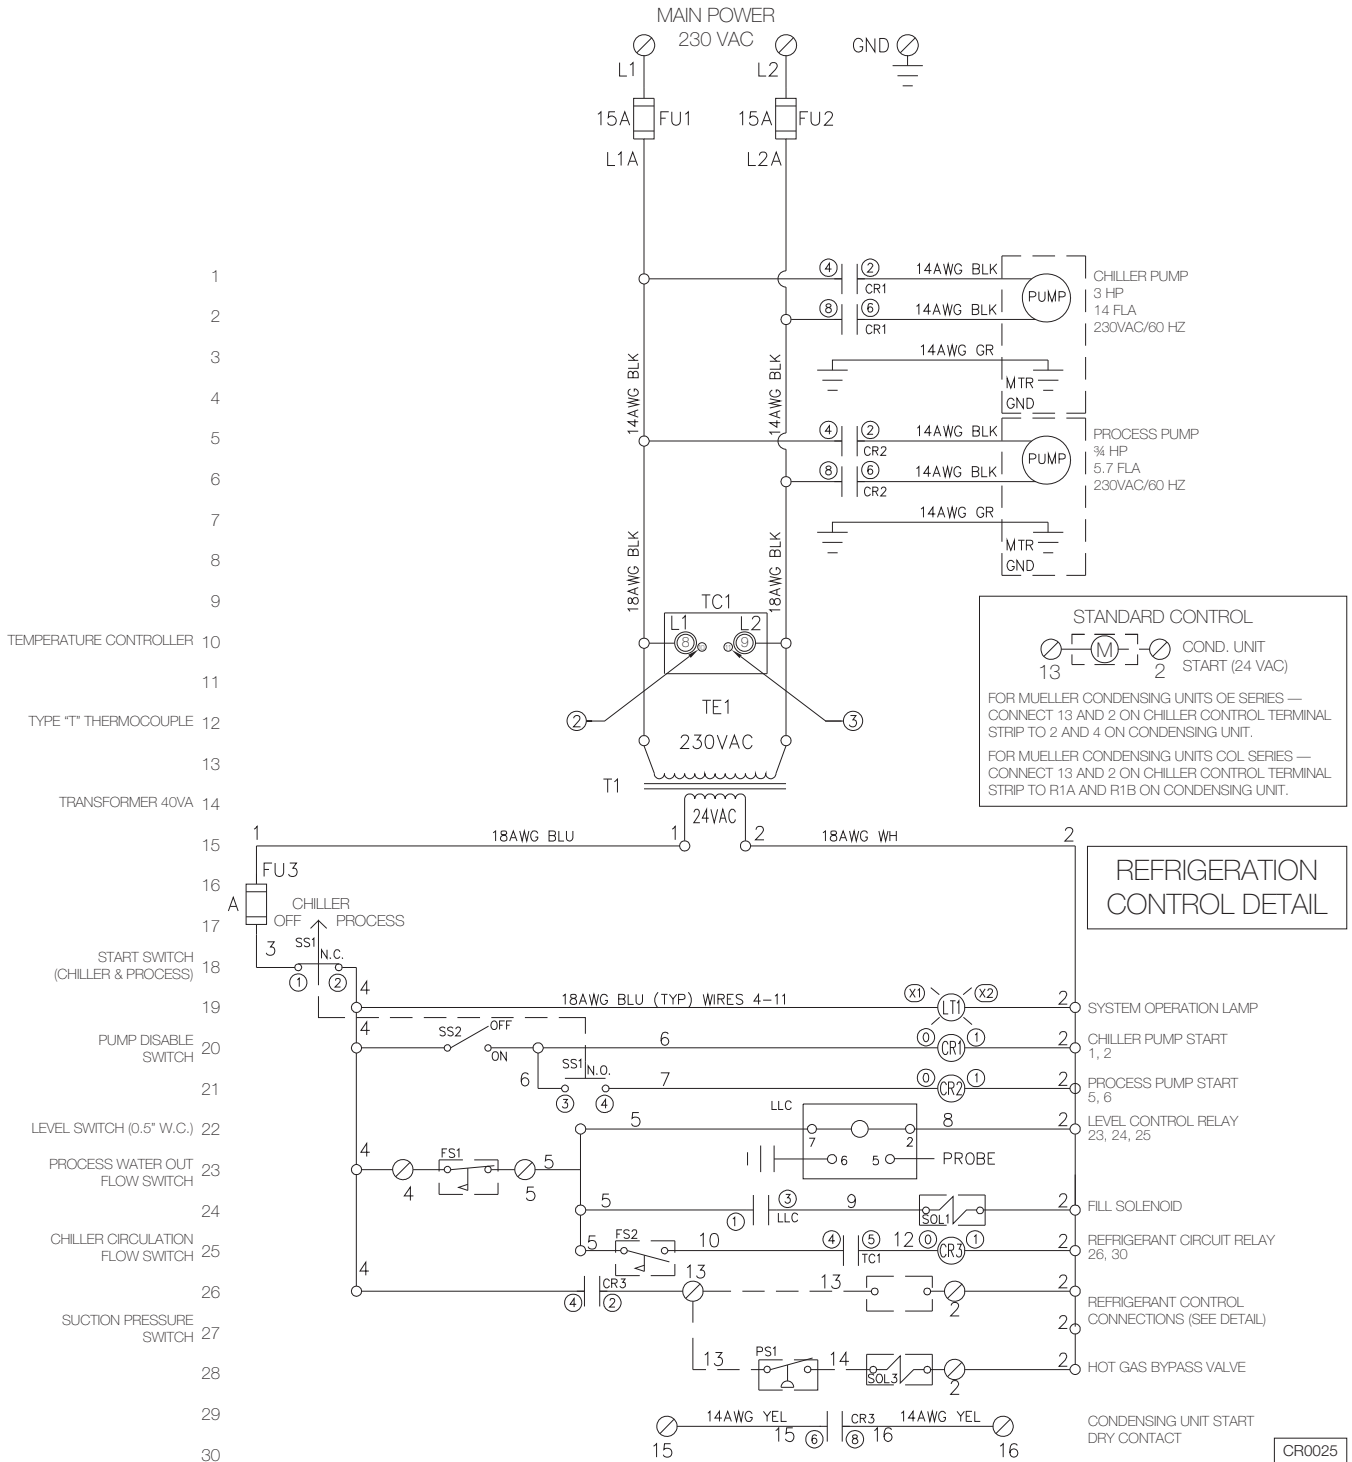 MAIN POWER
230 VAC
GND
L1
L2
15A
FU1
15A
FU2
L1A
L2A
1
4
2
14AWG BLK
CR1
PUMP
CHILLER PUMP
3 HP
14 FLA
230VAC/60 HZ
2
8
6
14AWG BLK
CR1
3
14AWG GR
14AWG BLK
14AWG BLK
4
MTR
GND
5
4
2
14AWG BLK
CR2
PUMP
PROCESS PUMP
¾ HP
5.7 FLA
230VAC/60 HZ
6
8
6
14AWG BLK
CR2
7
14AWG GR
8
MTR
GND
18AWG BLK
18AWG BLK
9
TC1
TEMPERATURE CONTROLLER 10
L1
L2
8
9
11
TE1
TYPE “T” THERMOCOUPLE 12
2
3
230VAC
13
T1
TRANSFORMER 40VA 14
24VAC
STANDARD CONTROL
M
13
2
COND. UNIT
START (24 VAC)
FOR MUELLER CONDENSING UNITS OE SERIES —
CONNECT 13 AND 2 ON CHILLER CONTROL TERMINAL
STRIP TO 2 AND 4 ON CONDENSING UNIT.
FOR MUELLER CONDENSING UNITS COL SERIES —
CONNECT 13 AND 2 ON CHILLER CONTROL TERMINAL
STRIP TO R1A AND R1B ON CONDENSING UNIT.
15
1
18AWG BLU
1
2
18AWG WH
2
REFRIGERATION
CONTROL DETAIL
16
FU3
A
17
CHILLER
OFF
PROCESS
3
START SWITCH
(CHILLER & PROCESS)
18
SS1
N.C.
1
2
4
19
18AWG BLU (TYP) WIRES 4-11
X1
LT1
X2
2
SYSTEM OPERATION LAMP
PUMP DISABLE
SWITCH
20
4
SS2
OFF
ON
6
0
CR1
1
2
CHILLER PUMP START
1, 2
21
6
SS1
N.O.
3
4
7
0
CR2
1
2
PROCESS PUMP START
5, 6
LEVEL SWITCH (0.5” W.C.) 22
5
LLC
7
2
8
2
LEVEL CONTROL RELAY
23, 24, 25
PROCESS WATER OUT
FLOW SWITCH
23
4
4
FS1
5
5
6
5
PROBE
24
5
1
3
LLC
9
SOL1
2
FILL SOLENOID
CHILLER CIRCULATION
FLOW SWITCH
25
5
FS2
10
4
5
TC1
12
0
CR3
1
2
REFRIGERANT CIRCUIT RELAY
26, 30
26
4
4
CR3
2
13
13
2
2
REFRIGERANT CONTROL
CONNECTIONS (SEE DETAIL)
SUCTION PRESSURE
SWITCH
27
2
28
13
PS1
14
SOL3
2
2
HOT GAS BYPASS VALVE
29
15
14AWG YEL
15
6
CR3
8
14AWG YEL
16
16
CONDENSING UNIT START
DRY CONTACT
30
CR0025